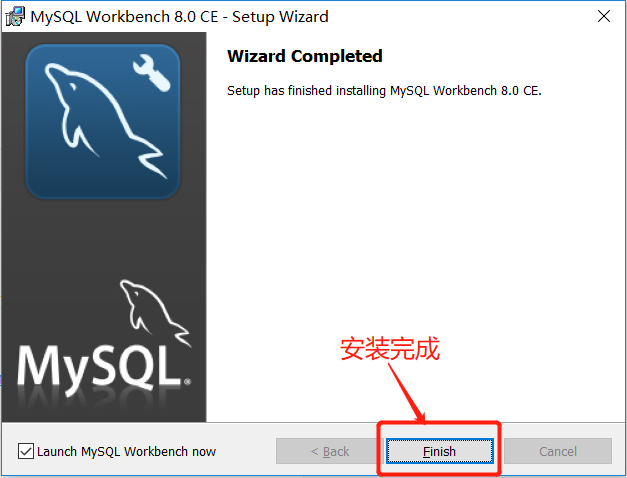 MySQL Workbench 8.0 CE - Setup Wizard
Wizard Completed
Setup has finished installing MySQL Workbench 8.0 CE.
安装完成
MySQL®
Launch MySQL Workbench now
< Back
Finish
Cancel